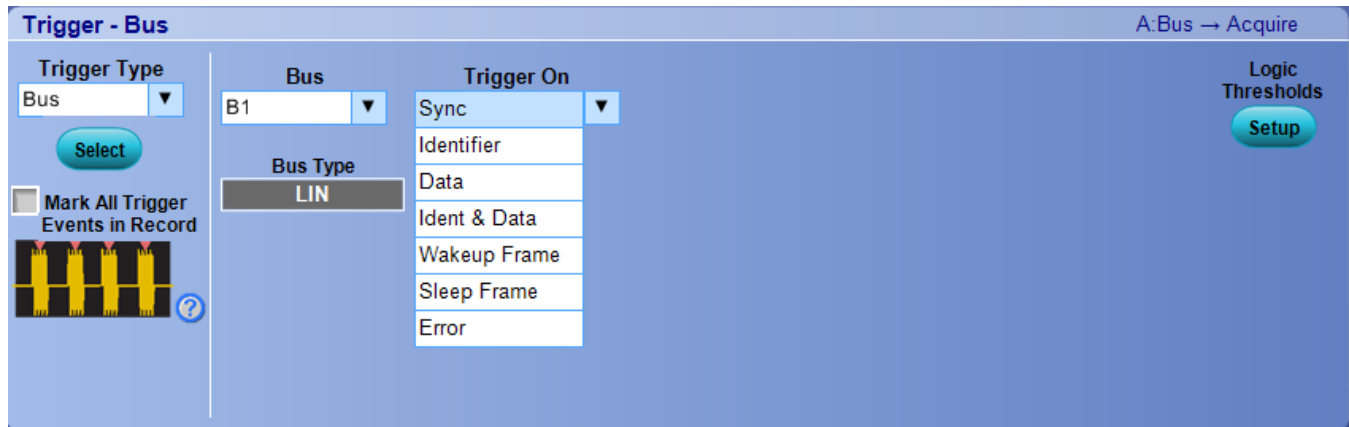 Trigger - Bus
A:Bus → Acquire
Trigger Type
Bus
Select
Mark All Trigger
Events in Record
?
Bus
B1
Bus Type
LIN
Trigger On
Sync
Identifier
Data
Ident & Data
Wakeup Frame
Sleep Frame
Error
Logic
Thresholds
Setup